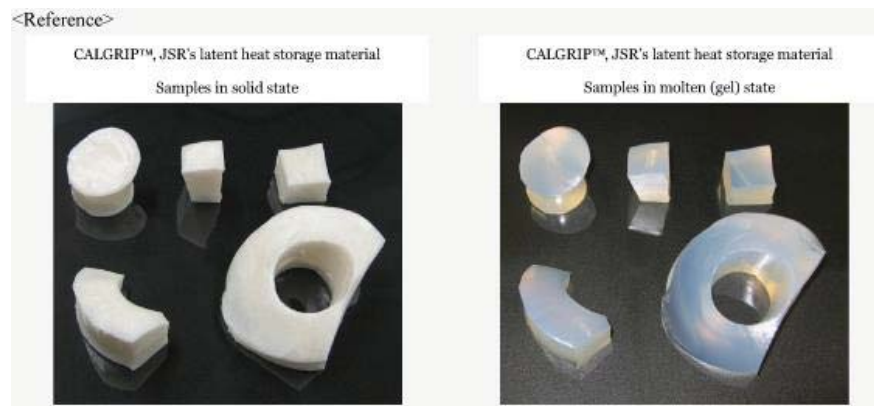 <Reference>
CALGRIP™, JSR's latent heat storage material
Samples in solid state
CALGRIP™, JSR's latent heat storage material
Samples in molten (gel) state